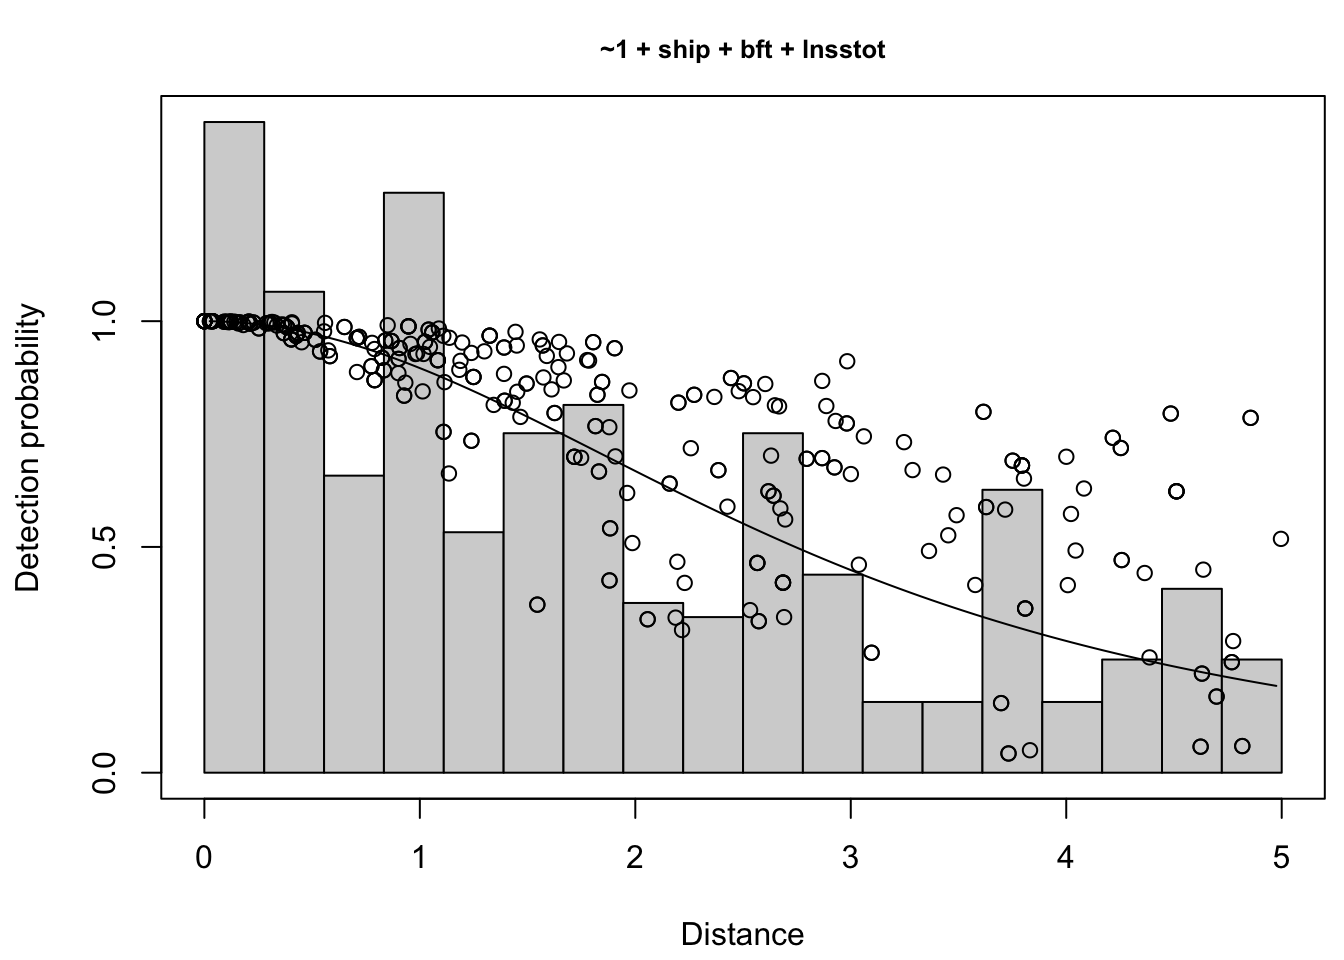 ~1 + ship + bft + lnsstot
Detection probability
1.0
0.5
0.0
0 1 2 3 4 5
Distance